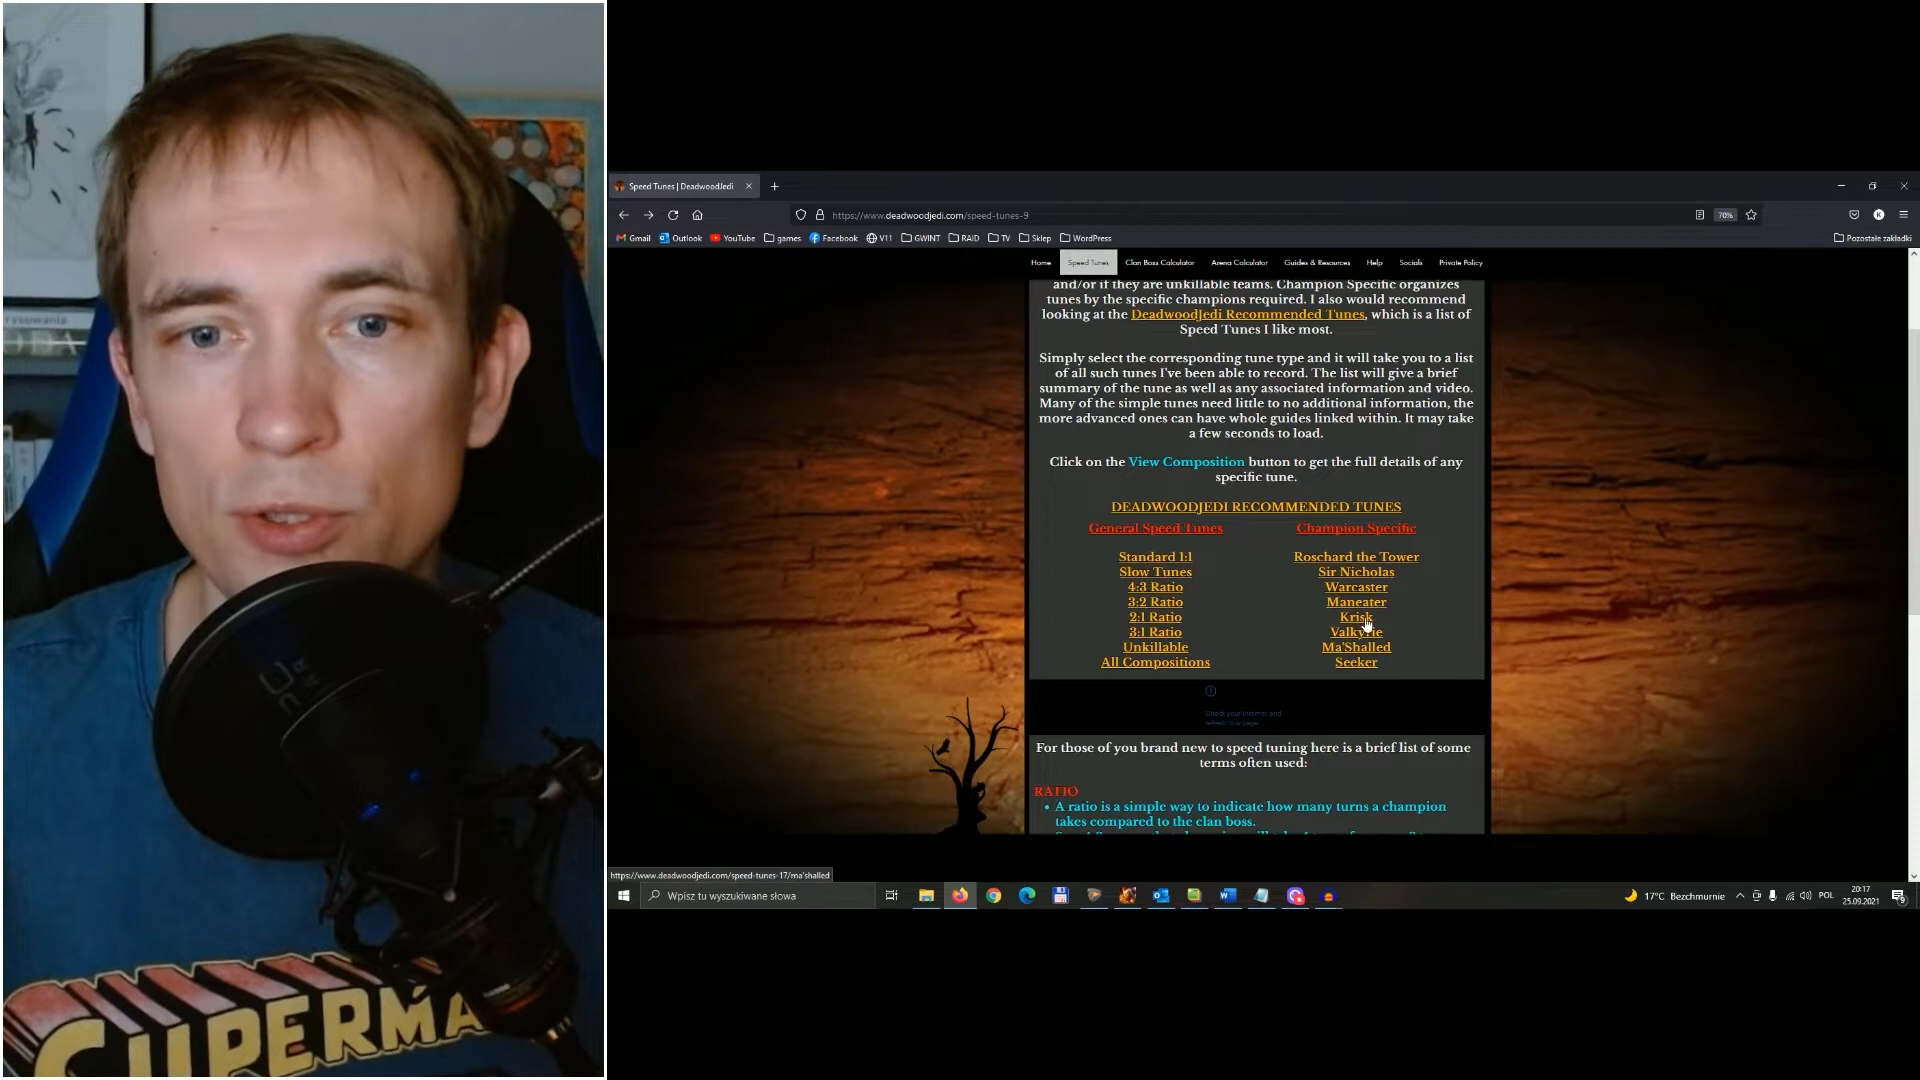 SUPERMA
Speed Tunes | DeadwoodJedi
https://www.deadwoodjedi.com/speed-tunes-9
70%
Gmail Outlook YouTube games Facebook V11 GWINT RAID TV Sklep WordPress Pozostałe zakładki
Home Speed Tunes Clan Boss Calculator Arena Calculator Guides & Resources Help Socials Private Policy
and/or if they are unkillable teams. Champion Specific organizes
tunes by the specific champions required. I also would recommend
looking at the DeadwoodJedi Recommended Tunes, which is a list of
Speed Tunes I like most.
Simply select the corresponding tune type and it will take you to a list
of all such tunes I've been able to record. The list will give a brief
summary of the tune as well as any associated information and video.
Many of the simple tunes need little to no additional information, the
more advanced ones can have whole guides linked within. It may take
a few seconds to load.
Click on the View Composition button to get the full details of any
specific tune.
DEADWOODJEDI RECOMMENDED TUNES
General Speed Tunes
Standard 1:1
Slow Tunes
4:3 Ratio
3:2 Ratio
2:1 Ratio
3:1 Ratio
Unkillable
All Compositions
Champion Specific
Roschard the Tower
Sir Nicholas
Warcaster
Maneater
Krisk
Valkyrie
Ma'Shalled
Seeker
Check your internet and
refresh this page
For those of you brand new to speed tuning here is a brief list of some
terms often used:
RATIO
• A ratio is a simple way to indicate how many turns a champion
takes compared to the clan boss.
https://www.deadwoodjedi.com/speed-tunes-17/ma'shalled
Wpisz tu wyszukiwane słowa
17°C Bezchmurnie
POL
20:17
25.09.2021